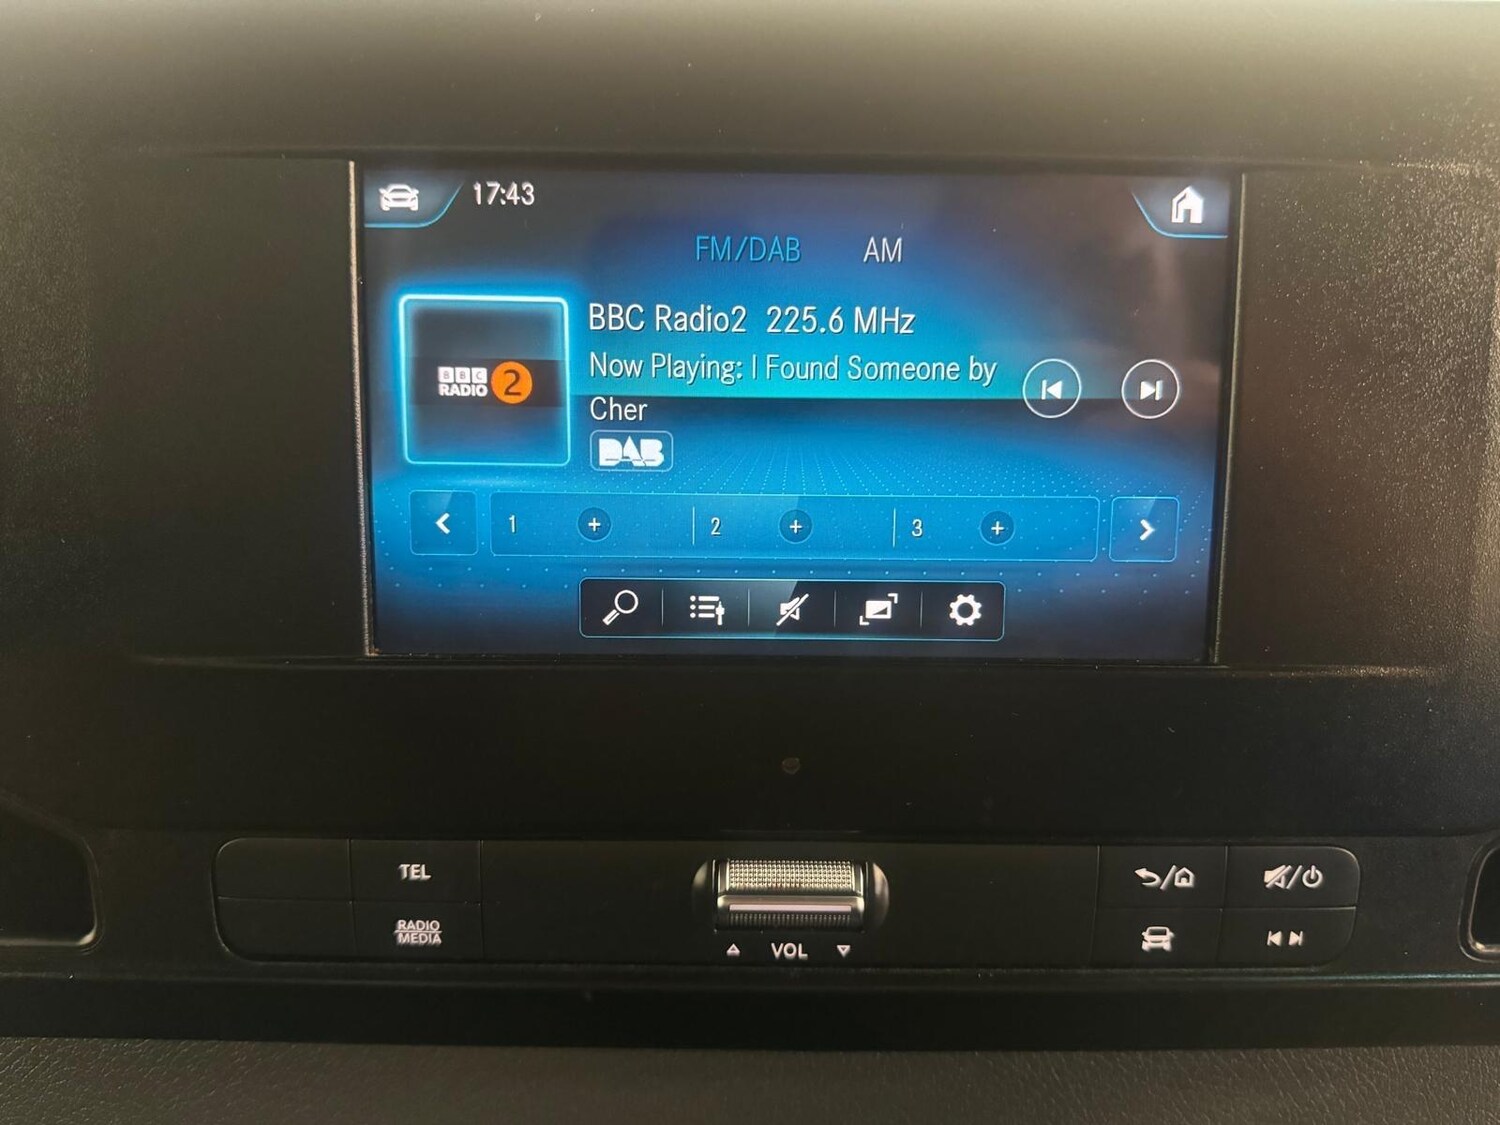 17:43
FM/DAB AM
BBC Radio2 225.6 MHz
Now Playing: I Found Someone by
Cher
BBC
RADIO 2
DAB
1 + 2 + 3 +
TEL
RADIO
MEDIA
VOL